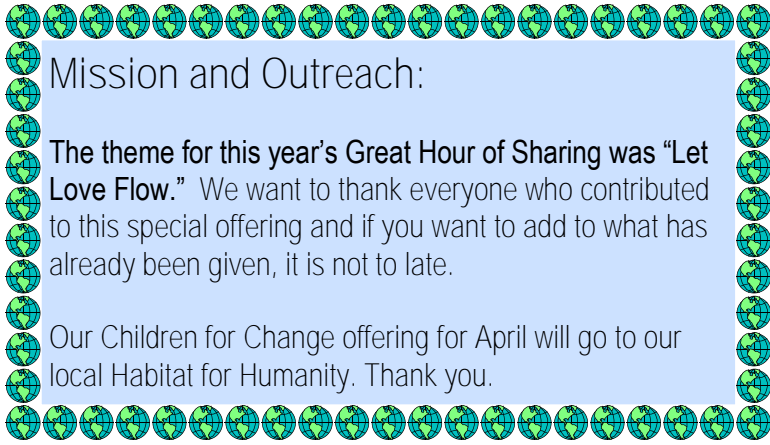 Mission and Outreach:
The theme for this year’s Great Hour of Sharing was “Let
Love Flow.”  We want to thank everyone who contributed
to this special offering and if you want to add to what has
already been given, it is not to late.
Our Children for Change offering for April will go to our
local Habitat for Humanity. Thank you.